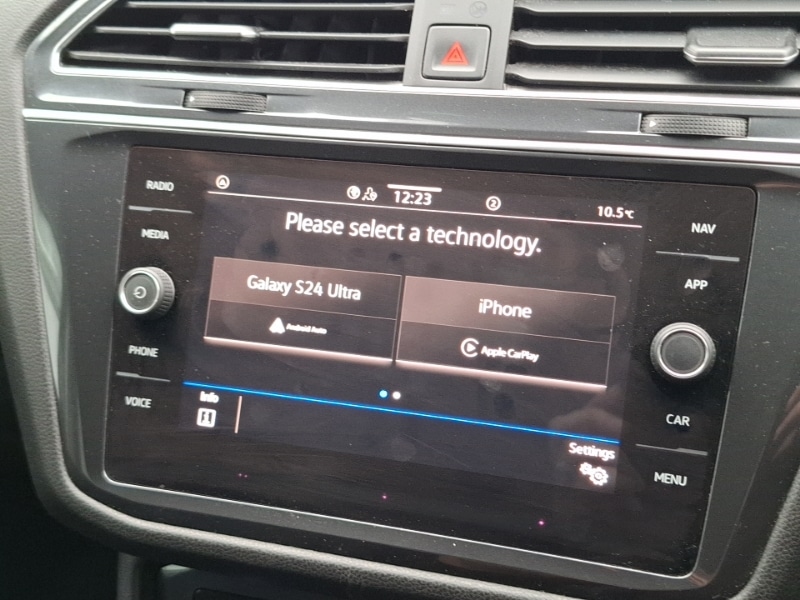 RADIO
MEDIA
PHONE
VOICE
12:23
2
10.5°C
Please select a technology.
Galaxy S24 Ultra
Android Auto
iPhone
Apple CarPlay
Info
Settings
NAV
APP
CAR
MENU